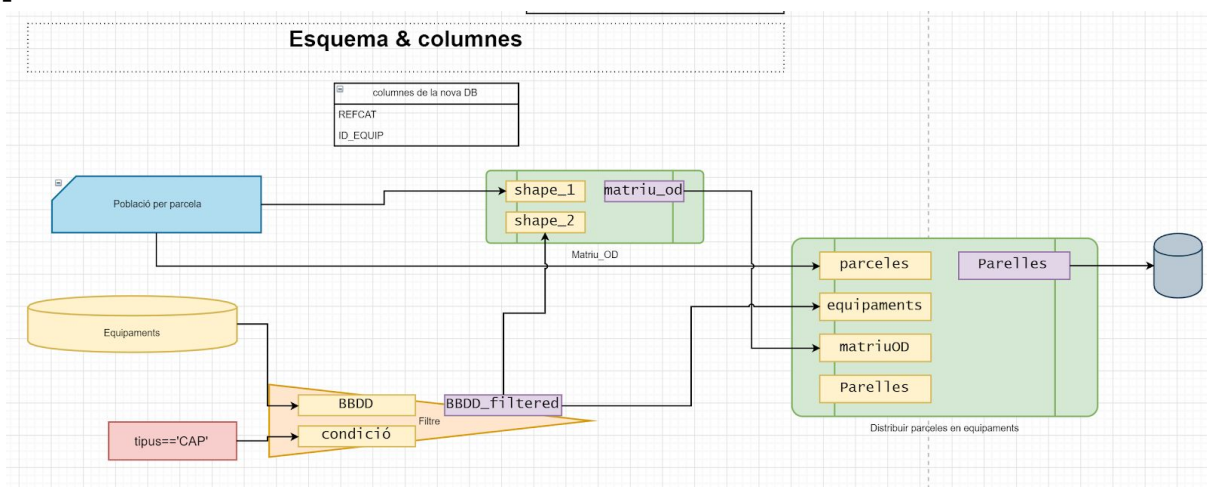 Esquema & columnes
columnes de la nova DB
REFCAT
ID_EQUIP
Població per parcela
shape_1
matriu_od
shape_2
Matriu_OD
parceles
Parelles
equipaments
matriuOD
Parelles
Distribuir parceles en equipaments
Equipaments
BBDD
BBDD_filtered
Filtre
condició
tipus=='CAP'